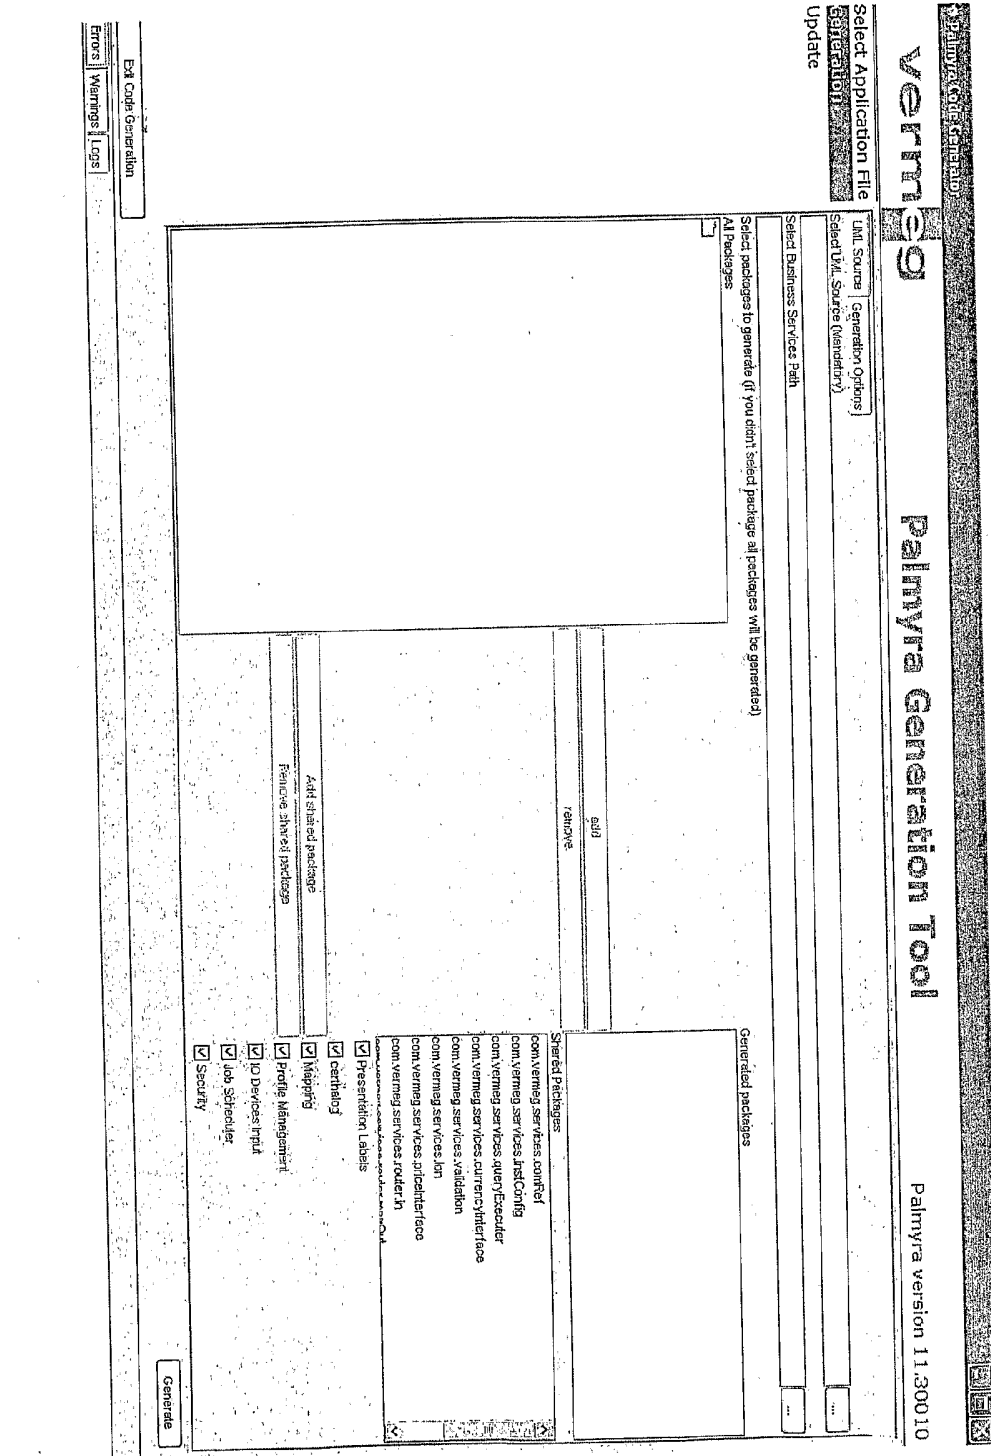 Palmyra Code Generator
vermeg
Palmyra Generation Tool
Palmyra version 11.30010
Select Application File
Generation
Update
UML Source
Generation Options
Select UML Source (Mandatory)
...
Select Business Services Path
...
Select packages to generate (if you didn't select package all packages will be generated)
All Packages
add
remove
Generated packages
Shared Packages
com.vermeg.services.comRef
com.vermeg.services.instConfig
com.vermeg.services.queryExecuter
com.vermeg.services.currencyInterface
com.vermeg.services.validation
com.vermeg.services.lon
com.vermeg.services.priceInterface
com.vermeg.services.router.in
Add shared package
Remove shared package
Presentation Labels
certhalog
Mapping
Profile Management
IO Devices Input
Job Scheduler
Security
Generate
Exit Code Generation
Errors
Warnings
Logs